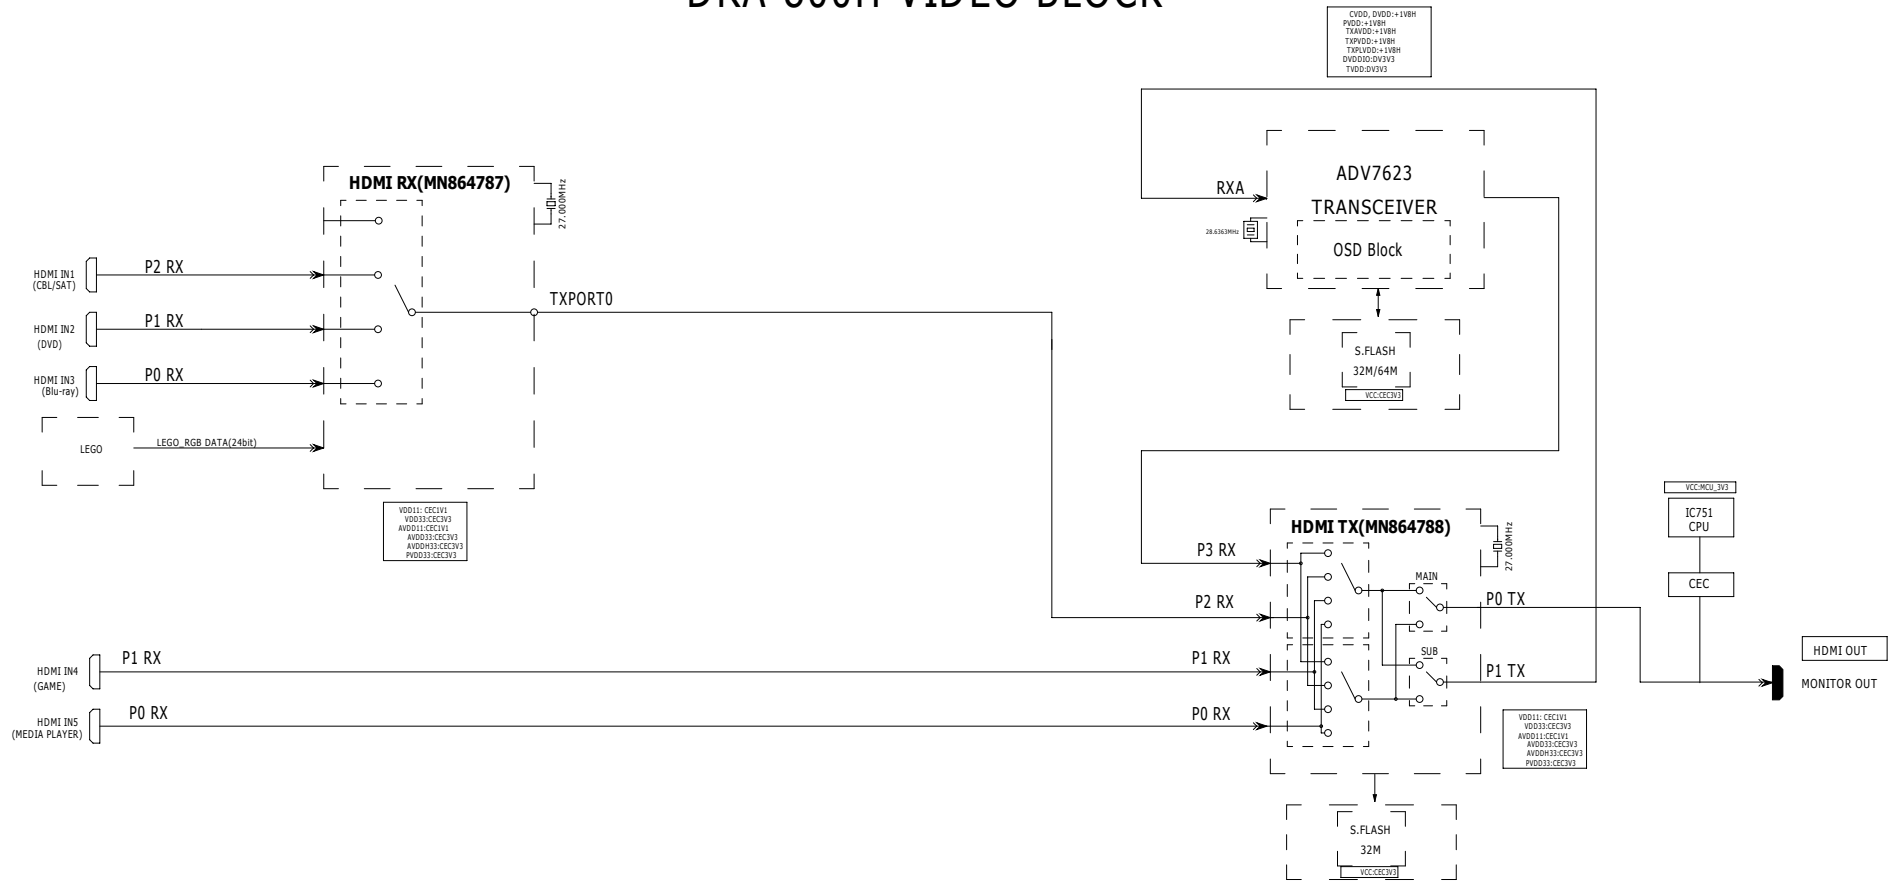 CVDD, DVDD:+1V8H
PVDD:+1V8H
TXAVDD:+1V8H
TXPVDD:+1V8H
TXPLVDD:+1V8H
DVDDIO:DV3V3
TVDD:DV3V3
ADV7623
TRANSCEIVER
OSD Block
RXA
28.6363MHz
S.FLASH
32M/64M
VCC:CEC3V3
HDMI RX(MN864787)
27.000MHz
HDMI IN1
(CBL/SAT)
P2 RX
HDMI IN2
(DVD)
P1 RX
HDMI IN3
(Blu-ray)
P0 RX
TXPORT0
LEGO
LEGO_RGB DATA(24bit)
VDD11: CEC1V1
VDD33:CEC3V3
AVDD11:CEC1V1
AVDD33:CEC3V3
AVDDH33:CEC3V3
PVDD33:CEC3V3
VCC:MCU_3V3
IC751
CPU
CEC
HDMI TX(MN864788)
27.000MHz
P3 RX
P2 RX
P1 RX
P0 RX
MAIN
SUB
P0 TX
P1 TX
HDMI IN4
(GAME)
P1 RX
HDMI IN5
(MEDIA PLAYER)
P0 RX
HDMI OUT
MONITOR OUT
VDD11: CEC1V1
VDD33:CEC3V3
AVDD11:CEC1V1
AVDD33:CEC3V3
AVDDH33:CEC3V3
PVDD33:CEC3V3
S.FLASH
32M
VCC:CEC3V3